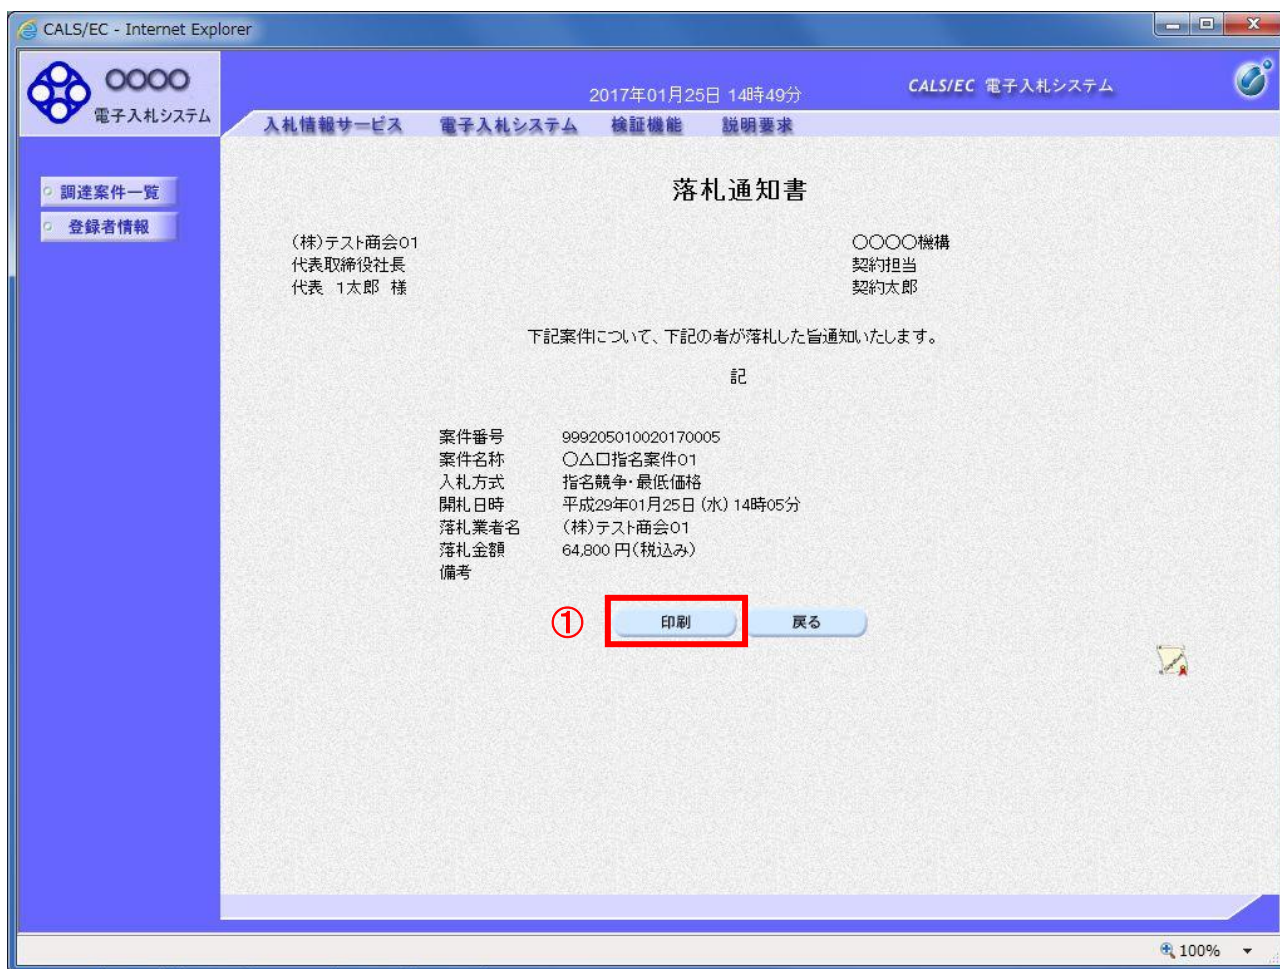 CALS/EC - Internet Explorer
○○○○
電子入札システム
2017年01月25日 14時49分
CALS/EC 電子入札システム
入札情報サービス 電子入札システム 検証機能 説明要求
調達案件一覧
登録者情報
落札通知書
(株)テスト商会01
代表取締役社長
代表 1太郎 様
○○○○機構
契約担当
契約太郎
下記案件について、下記の者が落札した旨通知いたします。
記
案件番号 999205010020170005
案件名称 ○△□指名案件01
入札方式 指名競争・最低価格
開札日時 平成29年01月25日 (水) 14時05分
落札業者名 (株)テスト商会01
落札金額 64,800 円(税込み)
備考
① 印刷 戻る
100%